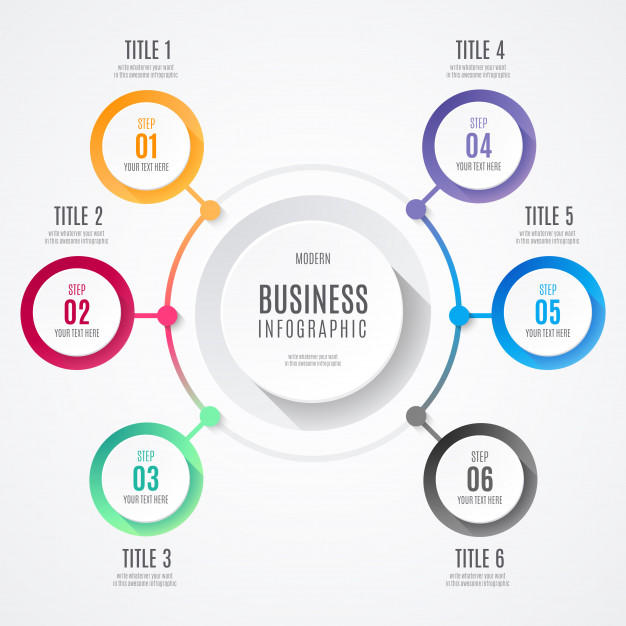 TITLE 1
write whatever your want
in this awesome infographic
STEP
01
YOUR TEXT HERE
TITLE 2
write whatever your want
in this awesome infographic
STEP
02
YOUR TEXT HERE
STEP
03
YOUR TEXT HERE
TITLE 3
write whatever your want
in this awesome infographic
MODERN
BUSINESS
INFOGRAPHIC
write whatever your want
in this awesome infographic
TITLE 4
write whatever your want
in this awesome infographic
STEP
04
YOUR TEXT HERE
TITLE 5
write whatever your want
in this awesome infographic
STEP
05
YOUR TEXT HERE
STEP
06
YOUR TEXT HERE
TITLE 6
write whatever your want
in this awesome infographic